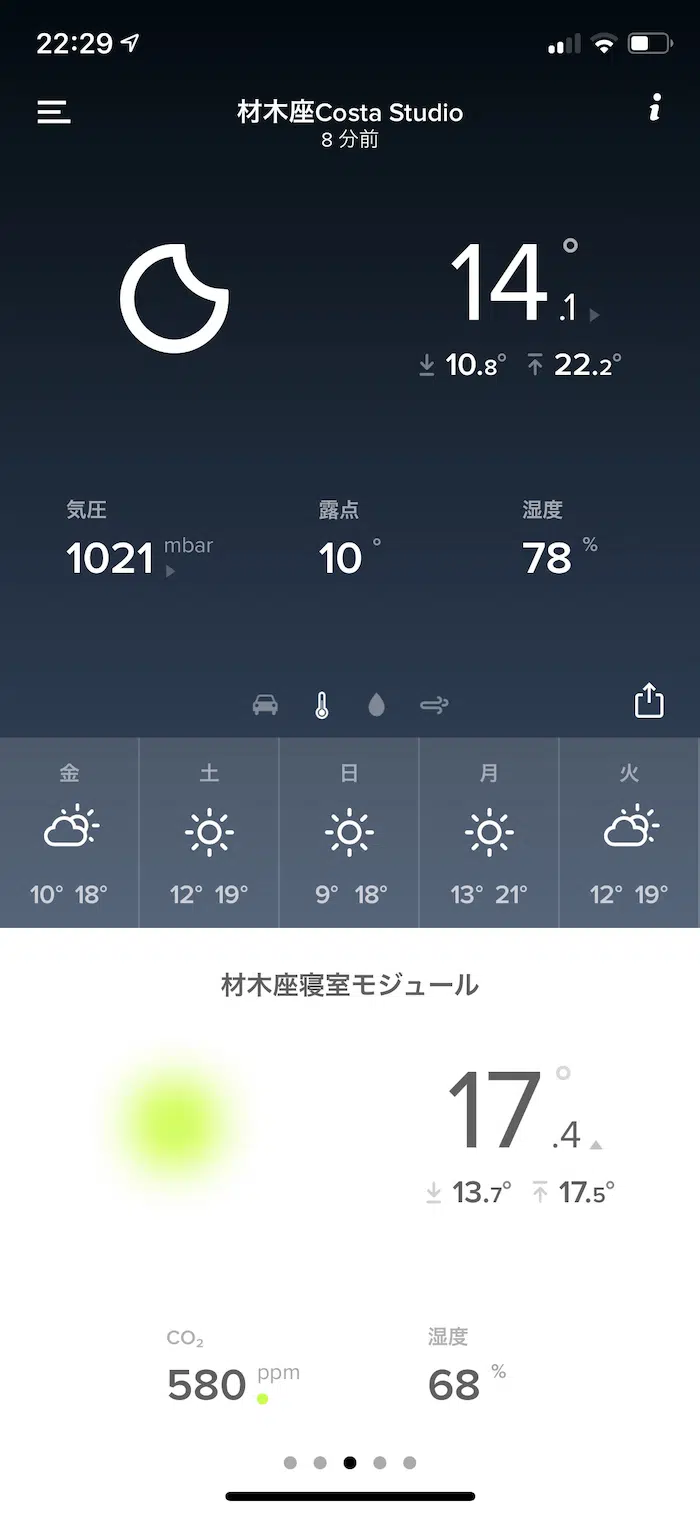 22:29
材木座Costa Studio
8 分前
14.1°
10.8° 22.2°
気圧 露点 湿度
1021 mbar 10° 78 %
金 土 日 月 火
10° 18° 12° 19° 9° 18° 13° 21° 12° 19°
材木座寝室モジュール
17.4°
13.7° 17.5°
CO₂ 湿度
580 ppm 68 %